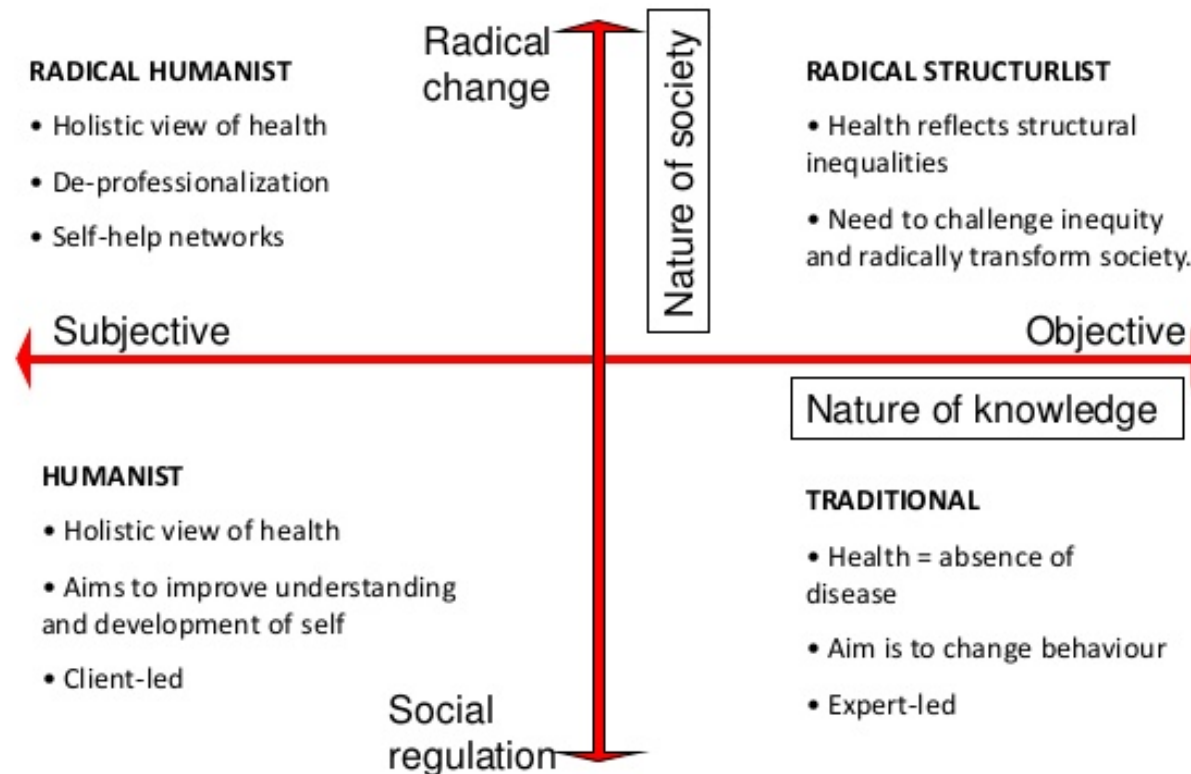 Radical
change
Nature of society
RADICAL HUMANIST
• Holistic view of health
• De-professionalization
• Self-help networks
RADICAL STRUCTURLIST
• Health reflects structural
inequalities
• Need to challenge inequity
and radically transform society.
Subjective
Objective
Nature of knowledge
HUMANIST
• Holistic view of health
• Aims to improve understanding
and development of self
• Client-led
TRADITIONAL
• Health = absence of
disease
• Aim is to change behaviour
• Expert-led
Social
regulation